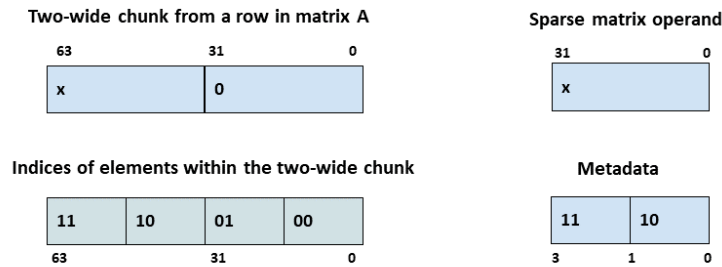 Two-wide chunk from a row in matrix A
63 31 0
x 0
Sparse matrix operand
31 0
x
Indices of elements within the two-wide chunk
11 10 01 00
63 31 0
Metadata
11 10
3 1 0